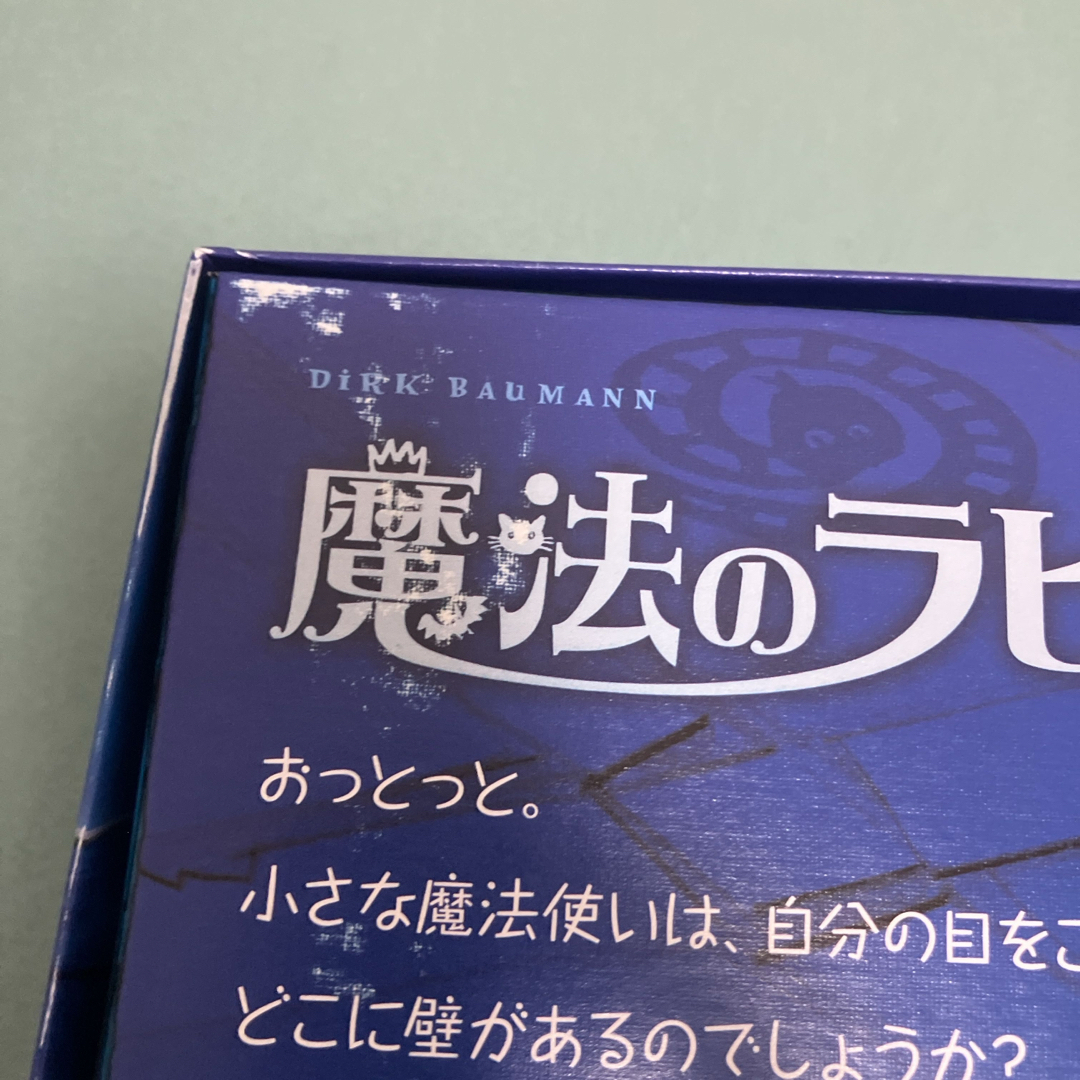 DiRK BAUMANN
魔法のラビ
おっとっと。
小さな魔法使いは、自分の目をこ
どこに壁があるのでしょうか?